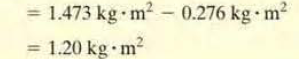 = 1.473 kg · m² − 0.276 kg · m²
= 1.20 kg · m²